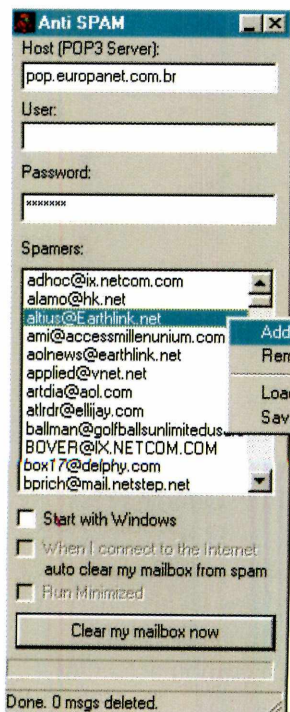 Anti SPAM
Host (POP3 Server):
pop.europanet.com.br
User:
Password:
*******
Spamers:
adhoc@ix.netcom.com
alamo@hk.net
altius@Earthlink.net
ami@accessmillenunium.com
aolnews@earthlink.net
applied@vnet.net
artdia@aol.com
atlrdr@ellijay.com
ballman@golfballsunlimitedusa
BOVER@IX.NETCOM.COM
box17@delphy.com
bprich@mail.netstep.net
Add
Rem
Load
Sav
Start with Windows
When I connect to the Internet
auto clear my mailbox from spam
Run Minimized
Clear my mailbox now
Done. 0 msgs deleted.